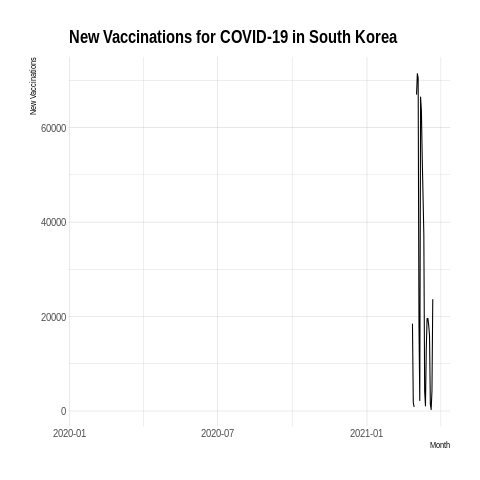 New Vaccinations for COVID-19 in South Korea
New Vaccinations
60000
40000
20000
0
2020-01
2020-07
2021-01
Month